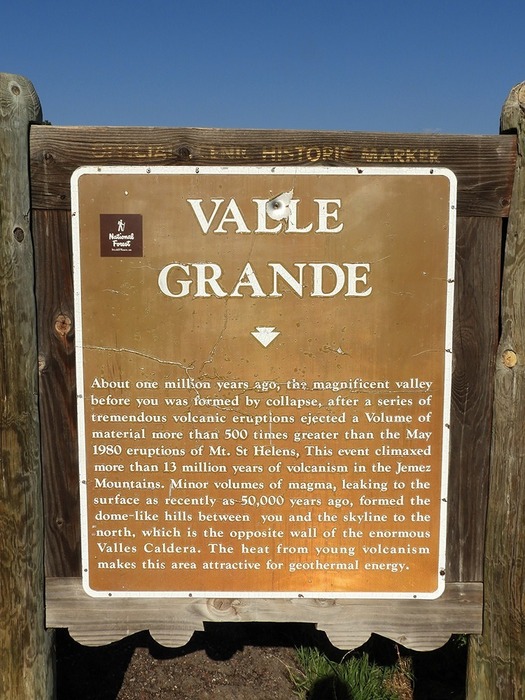 OFFICIAL SCENIC HISTORIC MARKER
VALLE
GRANDE
National
Forest
About one million years ago, the magnificent valley
before you was formed by collapse, after a series of
tremendous volcanic eruptions ejected a Volume of
material more than 500 times greater than the May
1980 eruptions of Mt. St Helens, This event climaxed
more than 13 million years of volcanism in the Jemez
Mountains. Minor volumes of magma, leaking to the
surface as recently as 50,000 years ago, formed the
dome-like hills between you and the skyline to the
north, which is the opposite wall of the enormous
Valles Caldera. The heat from young volcanism
makes this area attractive for geothermal energy.